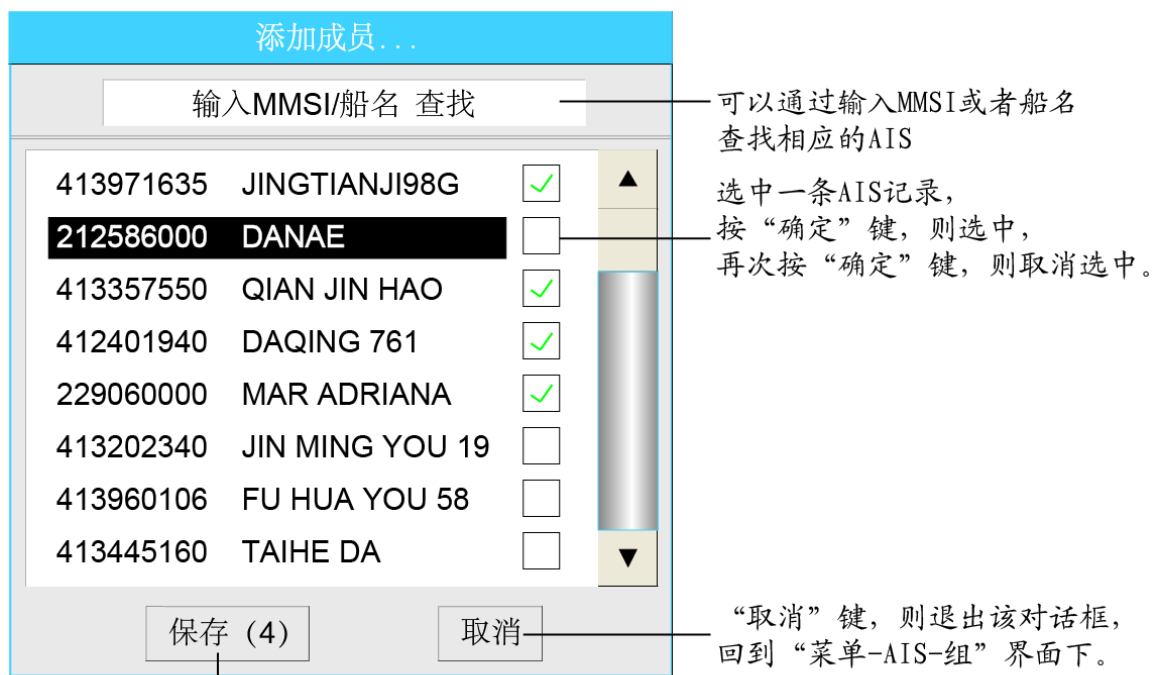 添加成员...
输入MMSI/船名 查找
可以通过输入MMSI或者船名
查找相应的AIS
413971635 JINGTIANJI98G
212586000 DANAE
413357550 QIAN JIN HAO
412401940 DAQING 761
229060000 MAR ADRIANA
413202340 JIN MING YOU 19
413960106 FU HUA YOU 58
413445160 TAIHE DA
选中一条AIS记录,
按“确定”键, 则选中,
再次按“确定”键, 则取消选中。
保存 (4)
取消
“取消”键, 则退出该对话框,
回到“菜单-AIS-组”界面下。